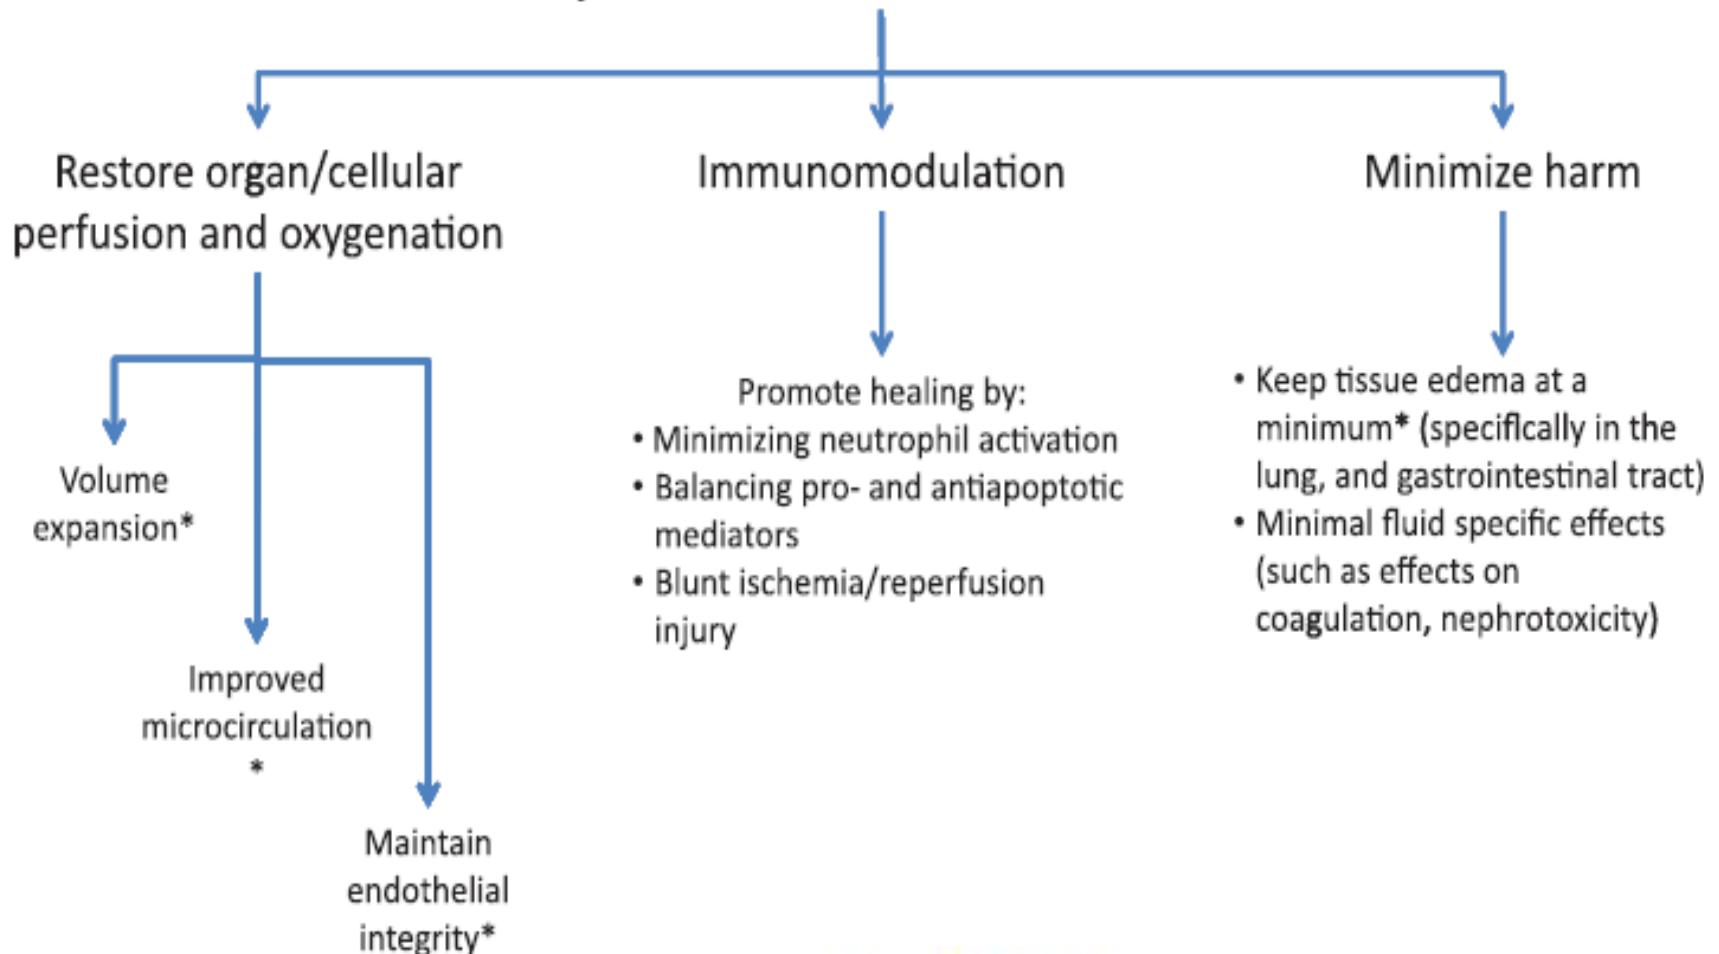 Restore organ/cellular
perfusion and oxygenation
Immunomodulation
Minimize harm
Volume
expansion*
Improved
microcirculation
*
Maintain
endothelial
integrity*
Promote healing by:
• Minimizing neutrophil activation
• Balancing pro- and antiapoptotic
mediators
• Blunt ischemia/reperfusion
injury
• Keep tissue edema at a
minimum* (specifically in the
lung, and gastrointestinal tract)
• Minimal fluid specific effects
(such as effects on
coagulation, nephrotoxicity)